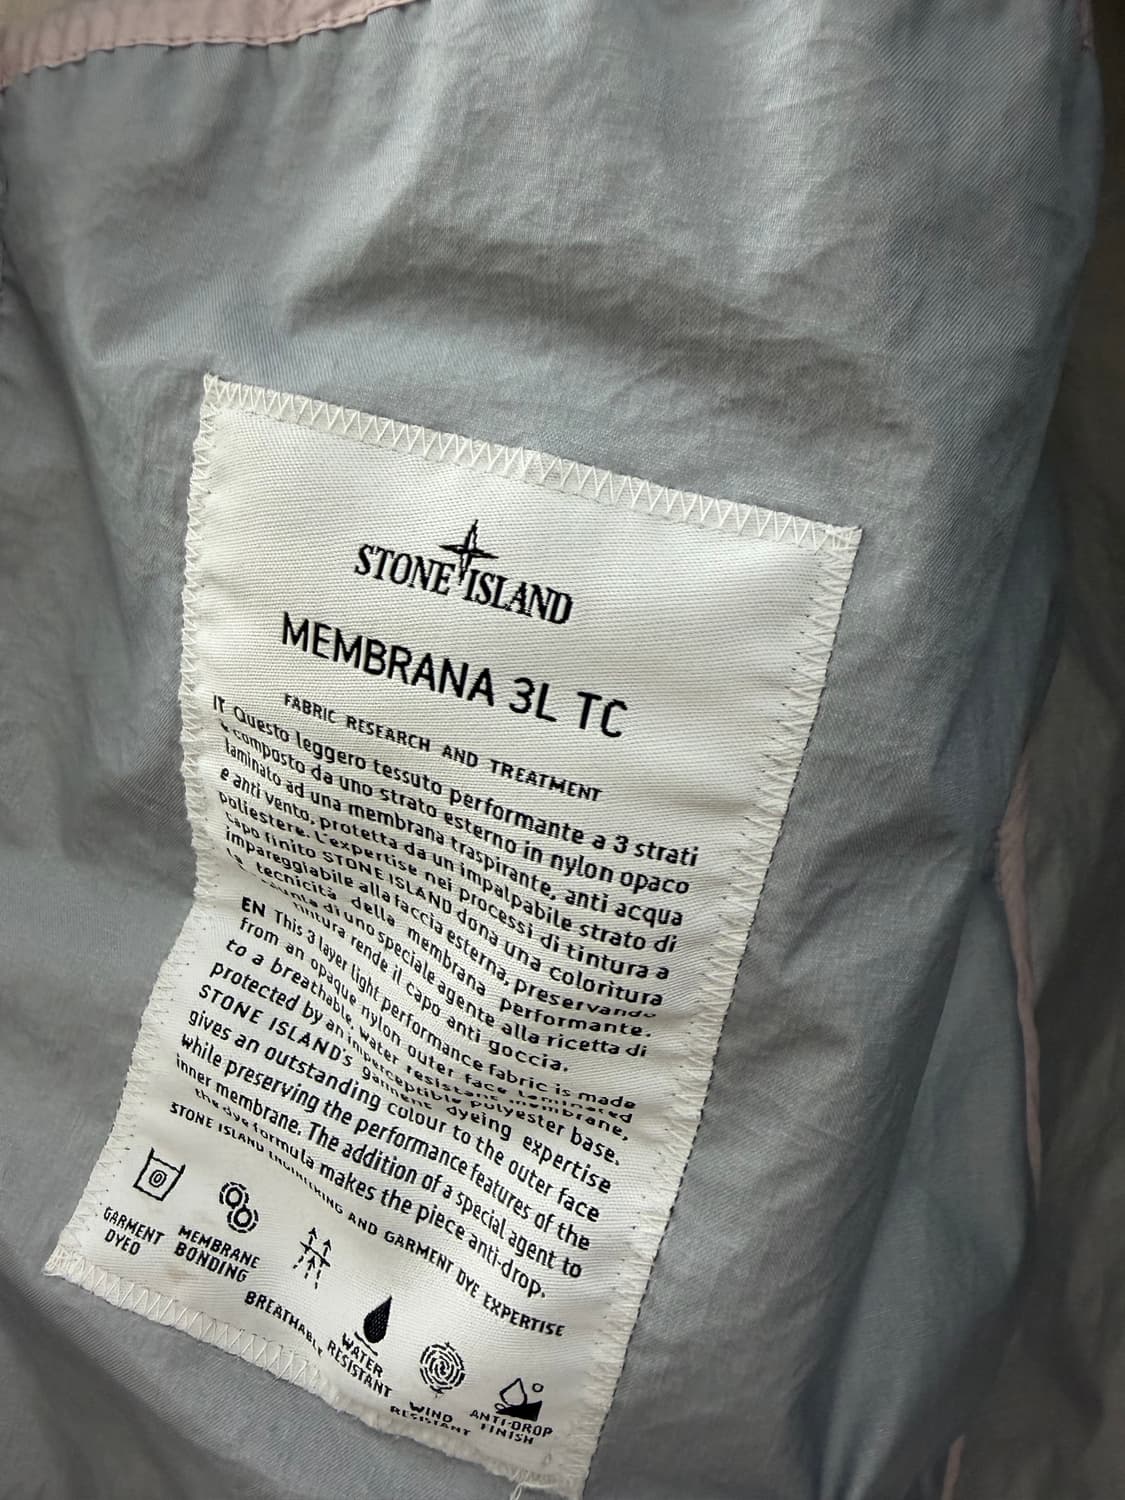 STONE ISLAND
MEMBRANA 3L TC
FABRIC RESEARCH AND TREATMENT
IT Questo leggero tessuto performante a 3 strati
è composto da uno strato esterno in nylon opaco
laminato ad una membrana traspirante, anti acqua
e anti vento, protetta da un impalpabile strato di
poliestere. L'expertise nei processi di tintura a
capo finito STONE ISLAND dona una coloritura
impareggiabile alla faccia esterna, preservando
tecnicità della membrana performante.
di uno speciale agente alla ricetta di
tintura rende il capo anti goccia.
EN This 3 layer light performance fabric is made
from an opaque nylon outer face laminated
to a breathable, water resistant membrane,
protected by an imperceptible polyester base.
STONE ISLAND's garment dyeing expertise
gives an outstanding colour to the outer face
while preserving the performance features of the
inner membrane. The addition of a special agent to
the dye formula makes the piece anti-drop.
STONE ISLAND ENGINEERING AND GARMENT DYE EXPERTISE
GARMENT
DYED
MEMBRANE
BONDING
BREATHABLE
WATER
RESISTANT
WIND
RESISTANT
ANTI-DROP
FINISH